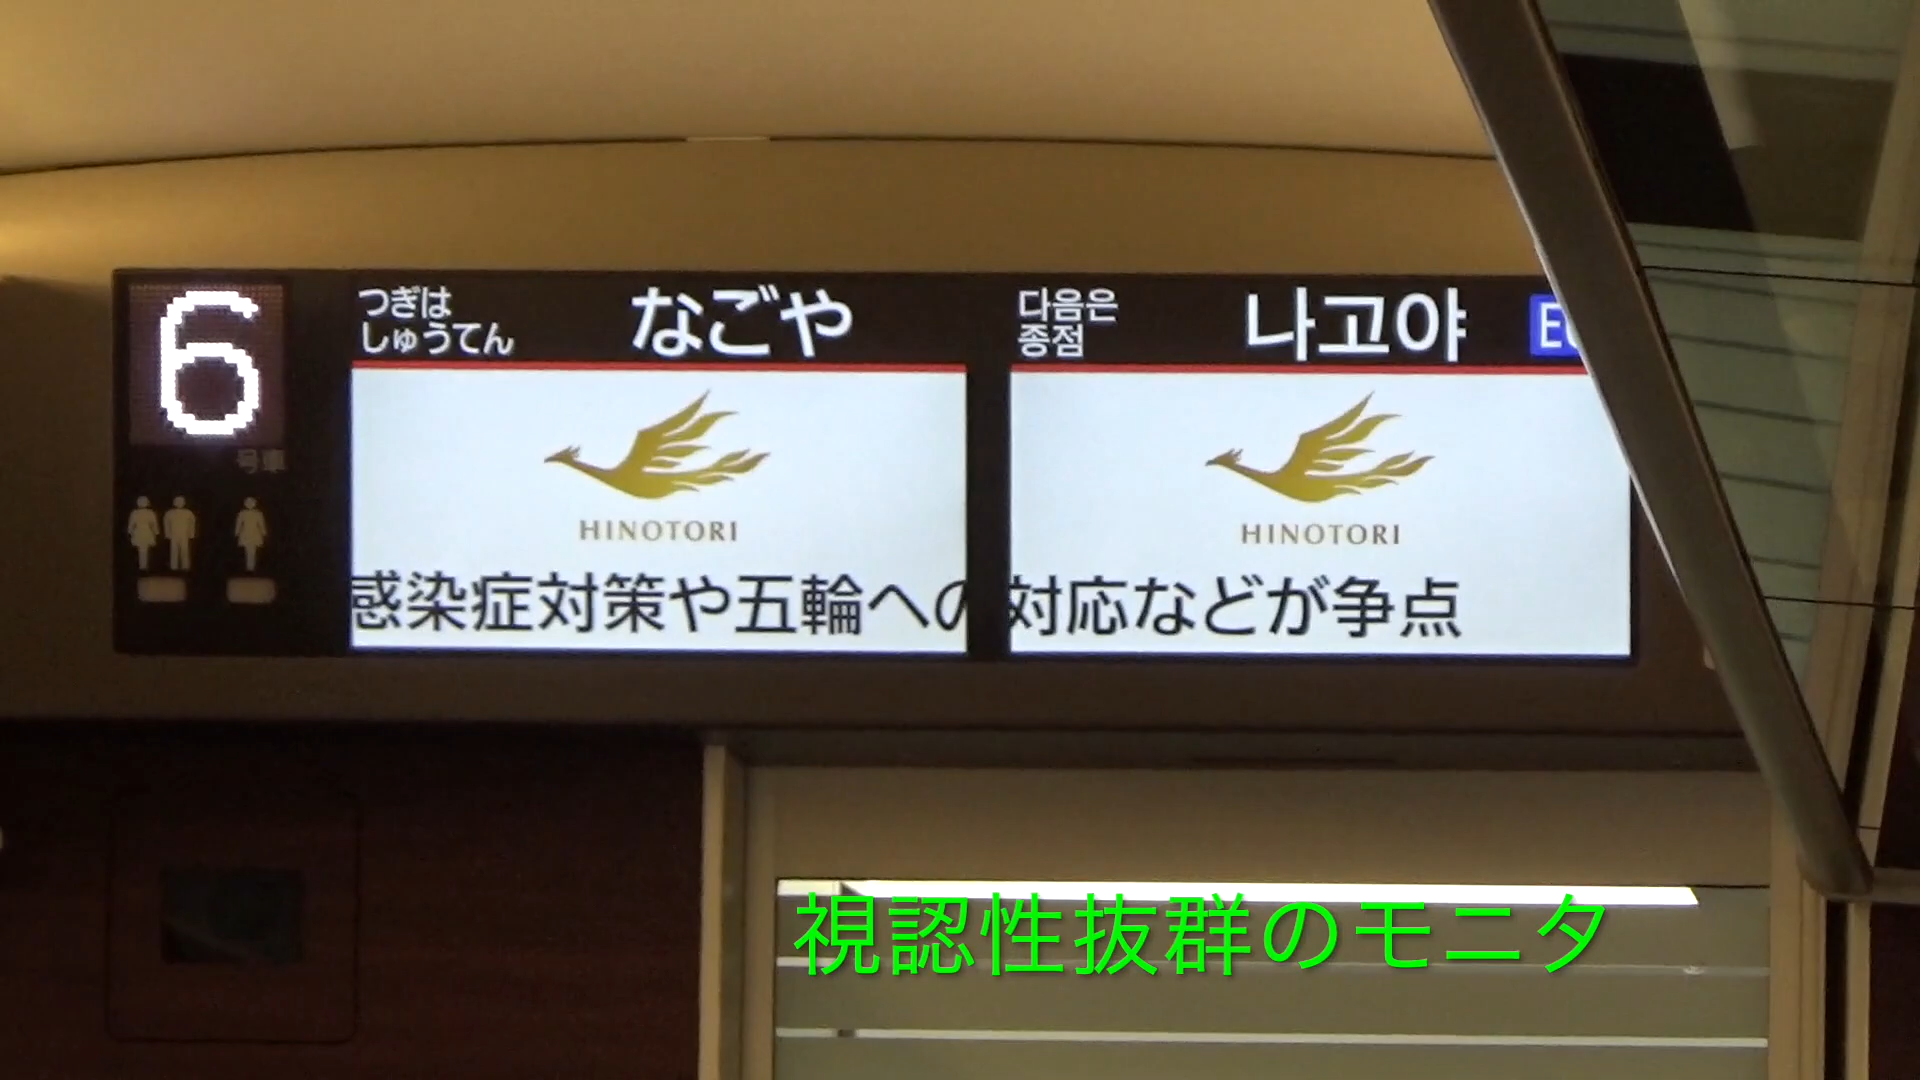 6
号車
つぎは
しゅうてん
なごや
다음은
종점
나고야
HINOTORI
HINOTORI
感染症対策や五輪への対応などが争点
視認性抜群のモニタ